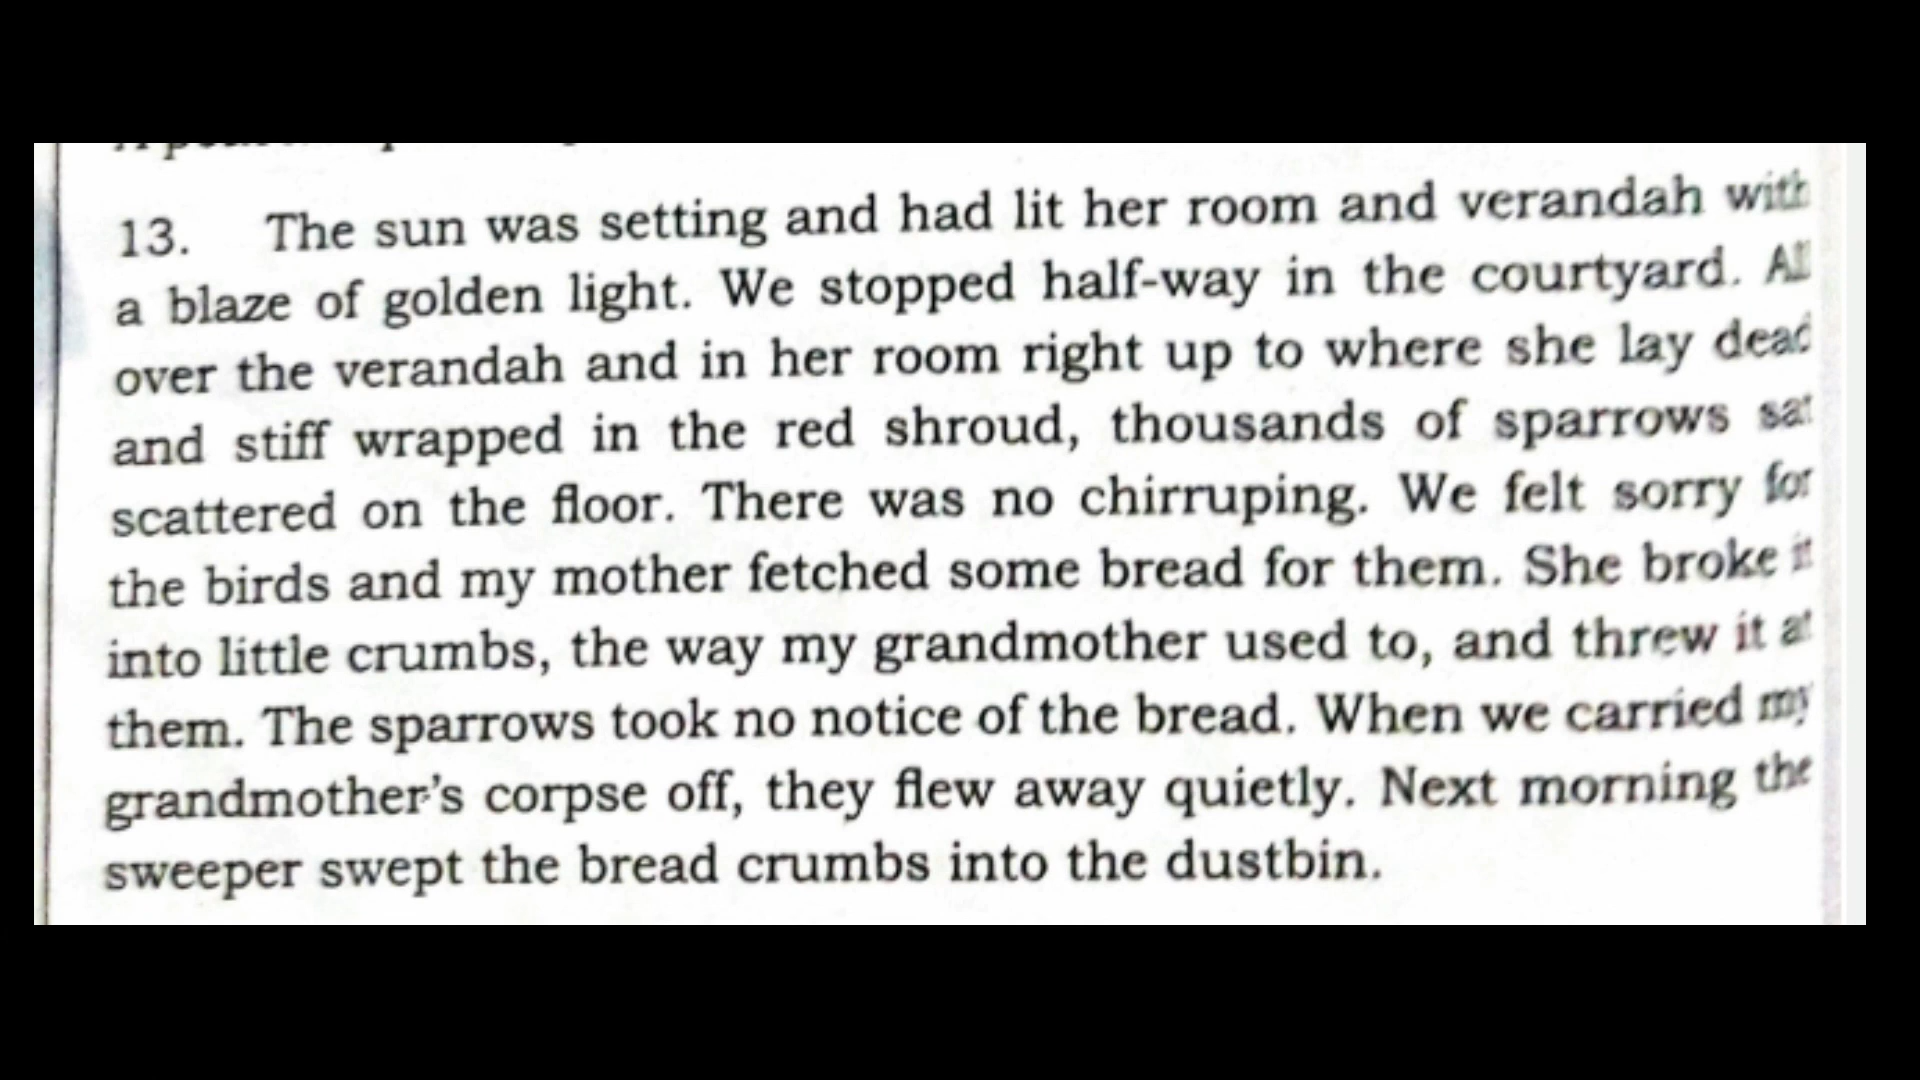 13. The sun was setting and had lit her room and verandah with
a blaze of golden light. We stopped half-way in the courtyard. All
over the verandah and in her room right up to where she lay dead
and stiff wrapped in the red shroud, thousands of sparrows sat
scattered on the floor. There was no chirruping. We felt sorry for
the birds and my mother fetched some bread for them. She broke it
into little crumbs, the way my grandmother used to, and threw it at
them. The sparrows took no notice of the bread. When we carried my
grandmother's corpse off, they flew away quietly. Next morning the
sweeper swept the bread crumbs into the dustbin.